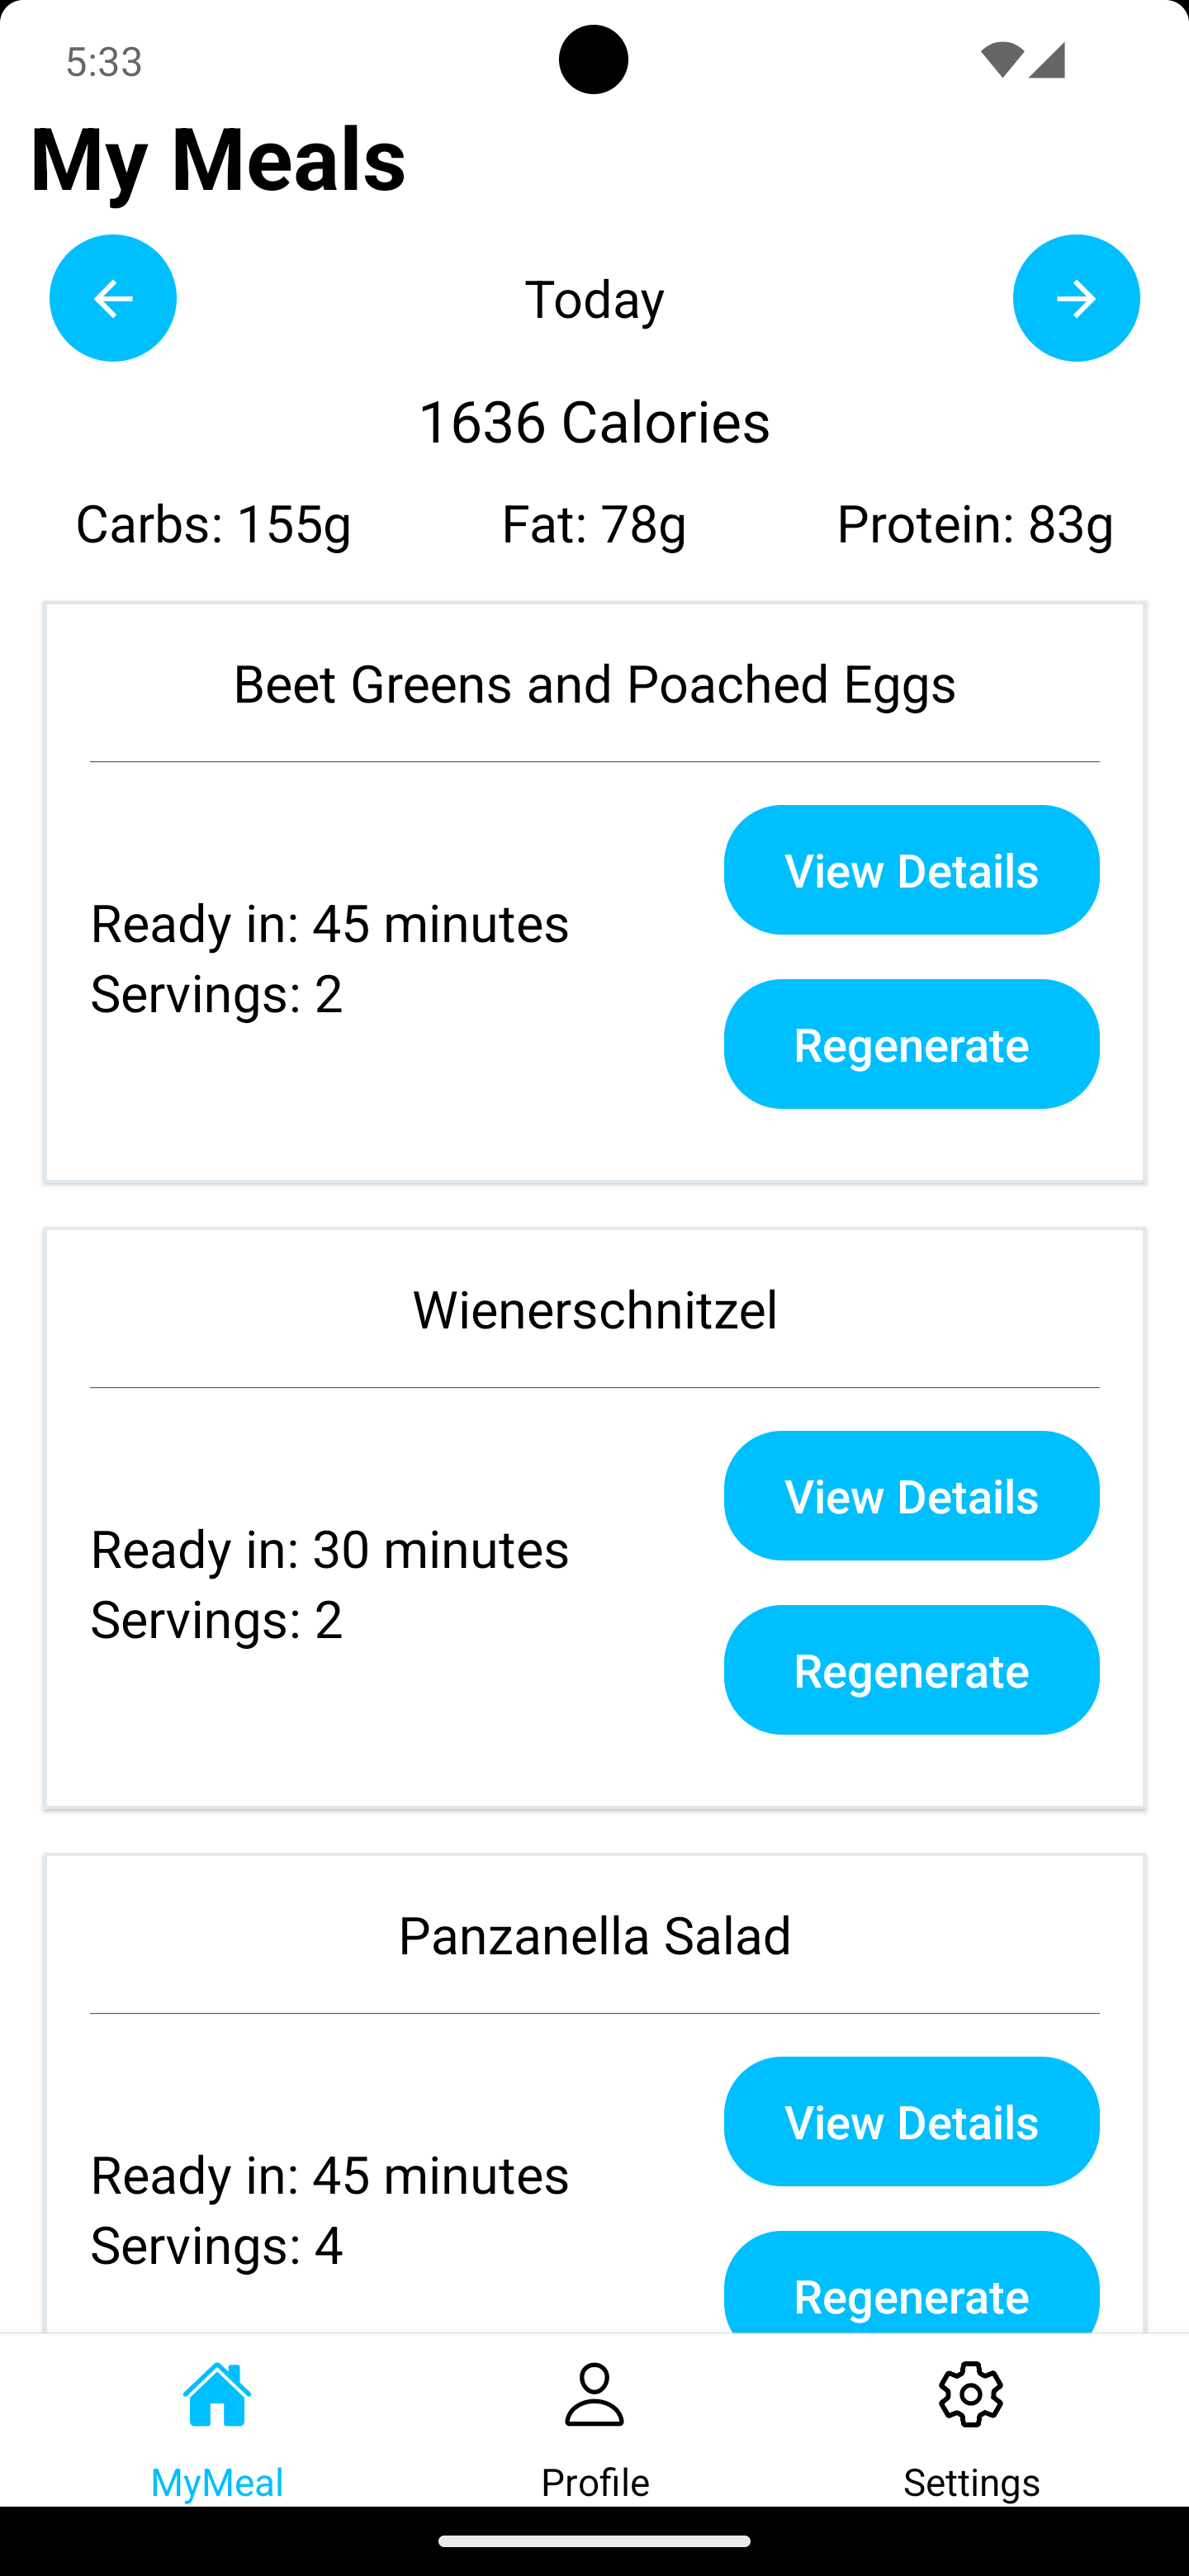 5:33
My Meals
Today
1636 Calories
Carbs: 155g Fat: 78g Protein: 83g
Beet Greens and Poached Eggs
View Details
Ready in: 45 minutes
Servings: 2
Regenerate
Wienerschnitzel
View Details
Ready in: 30 minutes
Servings: 2
Regenerate
Panzanella Salad
View Details
Ready in: 45 minutes
Servings: 4
Regenerate
MyMeal Profile Settings